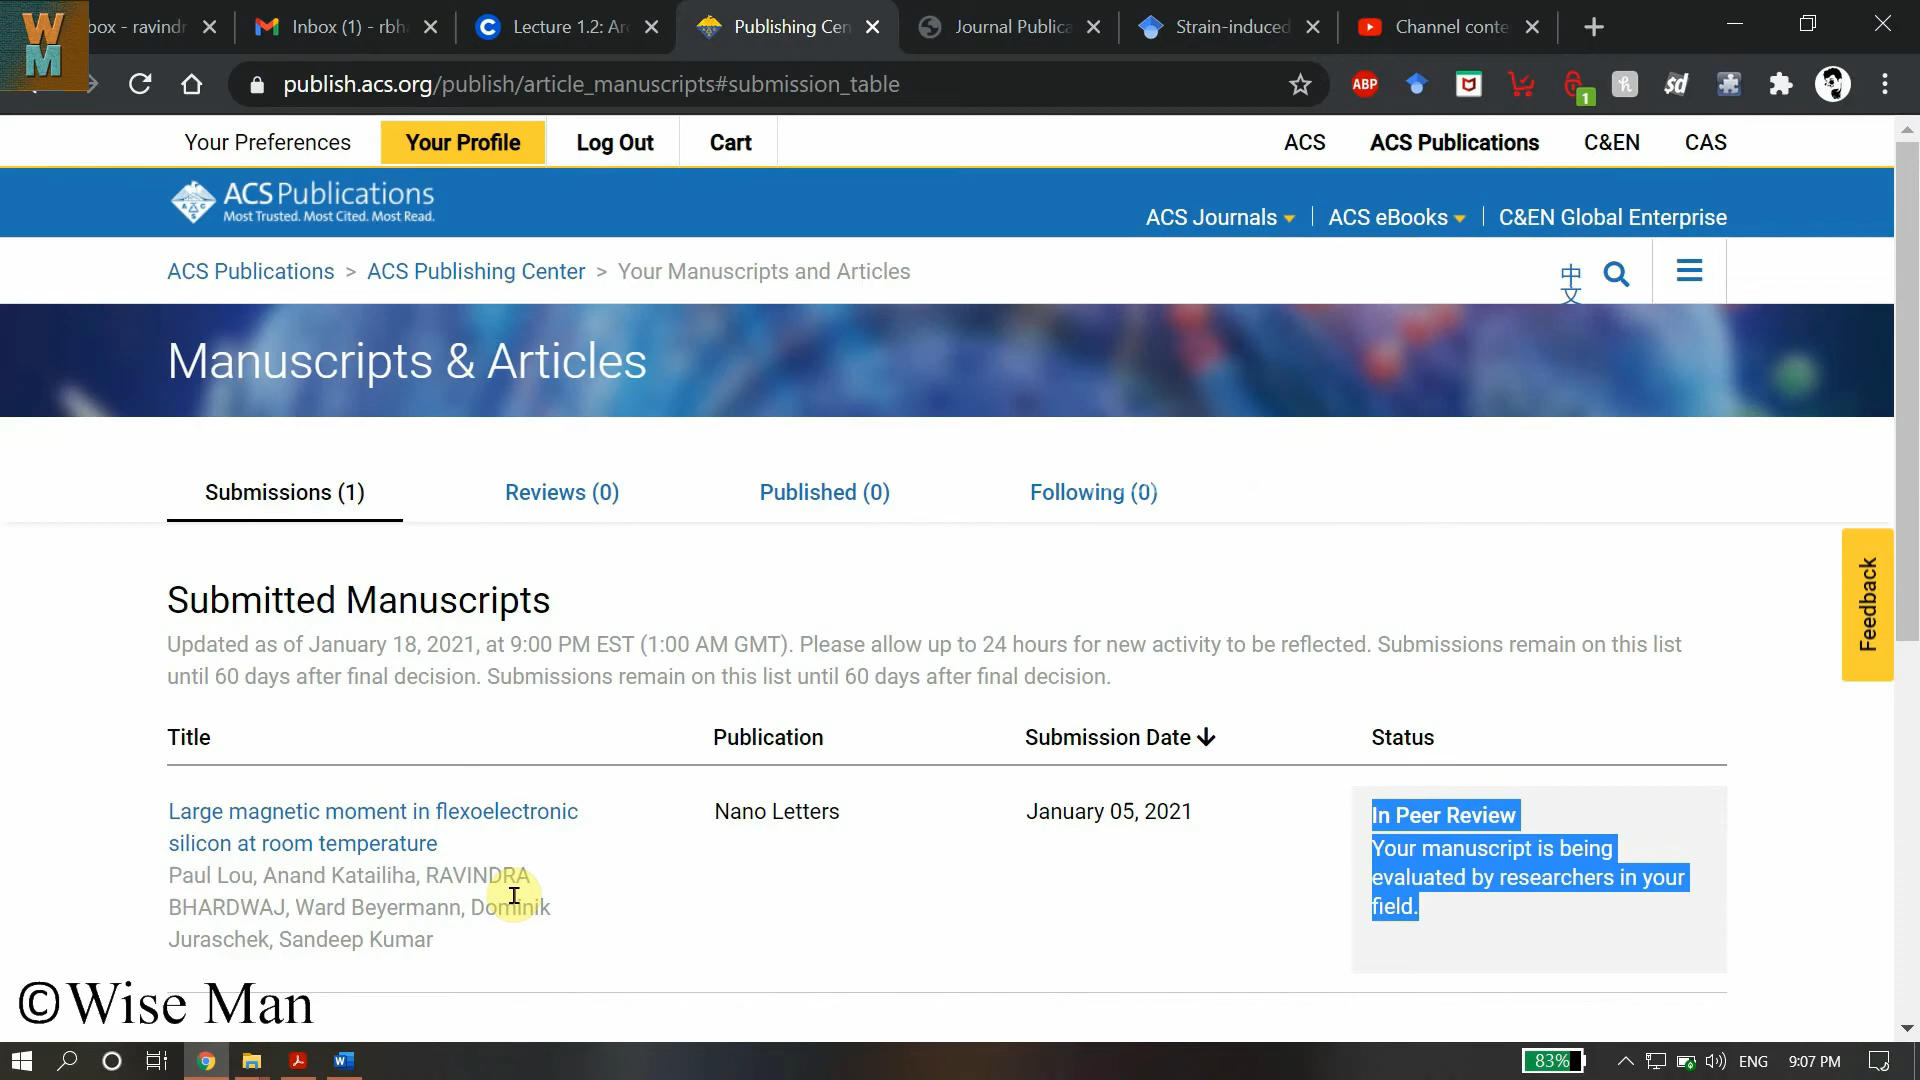 WM
box - ravindr
Inbox (1) - rbha
Lecture 1.2: Ar
Publishing Cen
Journal Publica
Strain-induced
Channel conte
publish.acs.org/publish/article_manuscripts#submission_table
ABP
1
Your Preferences
Your Profile
Log Out
Cart
ACS
ACS Publications
C&EN
CAS
ACS Publications
Most Trusted. Most Cited. Most Read.
ACS Journals
ACS eBooks
C&EN Global Enterprise
ACS Publications > ACS Publishing Center > Your Manuscripts and Articles
中
文
Manuscripts & Articles
Submissions (1)
Reviews (0)
Published (0)
Following (0)
Feedback
Submitted Manuscripts
Updated as of January 18, 2021, at 9:00 PM EST (1:00 AM GMT). Please allow up to 24 hours for new activity to be reflected. Submissions remain on this list
until 60 days after final decision. Submissions remain on this list until 60 days after final decision.
Title
Publication
Submission Date
Status
Large magnetic moment in flexoelectronic
silicon at room temperature
Paul Lou, Anand Katailiha, RAVINDRA
BHARDWAJ, Ward Beyermann, Dominik
Juraschek, Sandeep Kumar
Nano Letters
January 05, 2021
In Peer Review
Your manuscript is being
evaluated by researchers in your
field.
©Wise Man
83%
ENG
9:07 PM